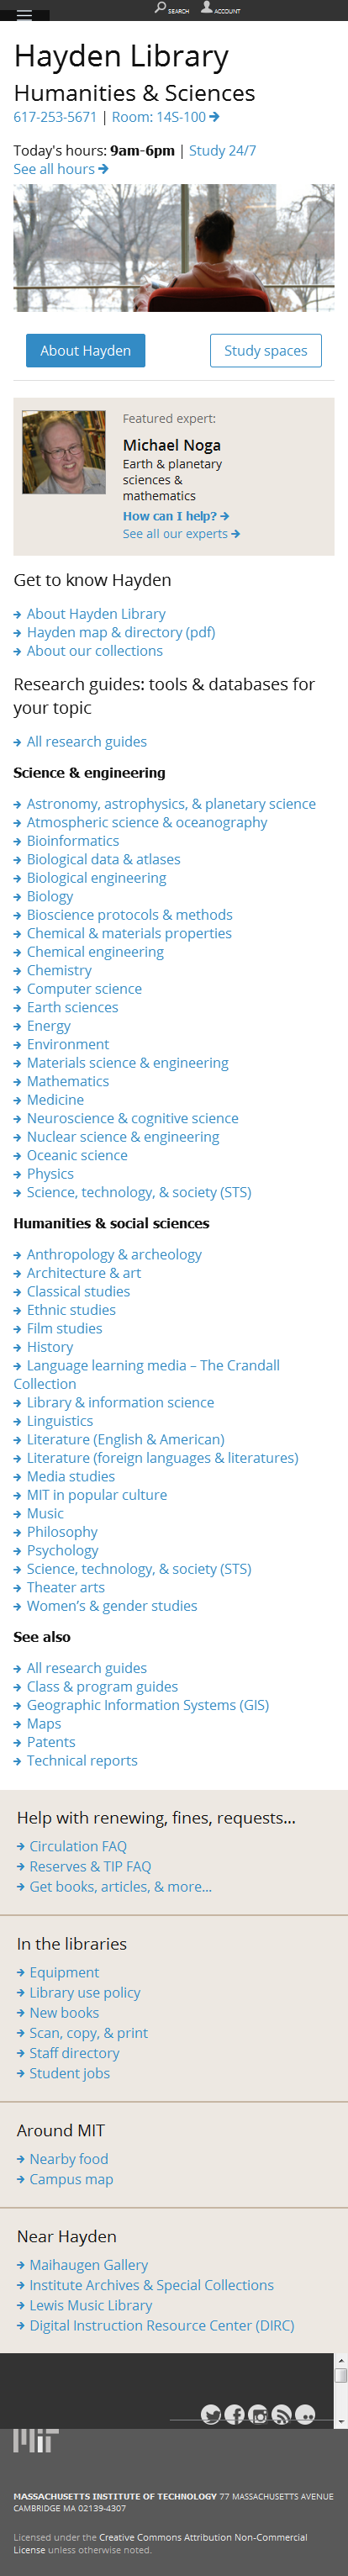 SEARCH ACCOUNT
Hayden Library
Humanities & Sciences
617-253-5671 | Room: 14S-100
Today's hours: 9am-6pm | Study 24/7
See all hours
About Hayden Study spaces
Featured expert:
Michael Noga
Earth & planetary
sciences &
mathematics
How can I help?
See all our experts
Get to know Hayden
About Hayden Library
Hayden map & directory (pdf)
About our collections
Research guides: tools & databases for
your topic
All research guides
Science & engineering
Astronomy, astrophysics, & planetary science
Atmospheric science & oceanography
Bioinformatics
Biological data & atlases
Biological engineering
Biology
Bioscience protocols & methods
Chemical & materials properties
Chemical engineering
Chemistry
Computer science
Earth sciences
Energy
Environment
Materials science & engineering
Mathematics
Medicine
Neuroscience & cognitive science
Nuclear science & engineering
Oceanic science
Physics
Science, technology, & society (STS)
Humanities & social sciences
Anthropology & archeology
Architecture & art
Classical studies
Ethnic studies
Film studies
History
Language learning media – The Crandall
Collection
Library & information science
Linguistics
Literature (English & American)
Literature (foreign languages & literatures)
Media studies
MIT in popular culture
Music
Philosophy
Psychology
Science, technology, & society (STS)
Theater arts
Women’s & gender studies
See also
All research guides
Class & program guides
Geographic Information Systems (GIS)
Maps
Patents
Technical reports
Help with renewing, fines, requests...
Circulation FAQ
Reserves & TIP FAQ
Get books, articles, & more...
In the libraries
Equipment
Library use policy
New books
Scan, copy, & print
Staff directory
Student jobs
Around MIT
Nearby food
Campus map
Near Hayden
Maihaugen Gallery
Institute Archives & Special Collections
Lewis Music Library
Digital Instruction Resource Center (DIRC)
MASSACHUSETTS INSTITUTE OF TECHNOLOGY 77 MASSACHUSETTS AVENUE
CAMBRIDGE MA 02139-4307
Licensed under the Creative Commons Attribution Non-Commercial
License unless otherwise noted.